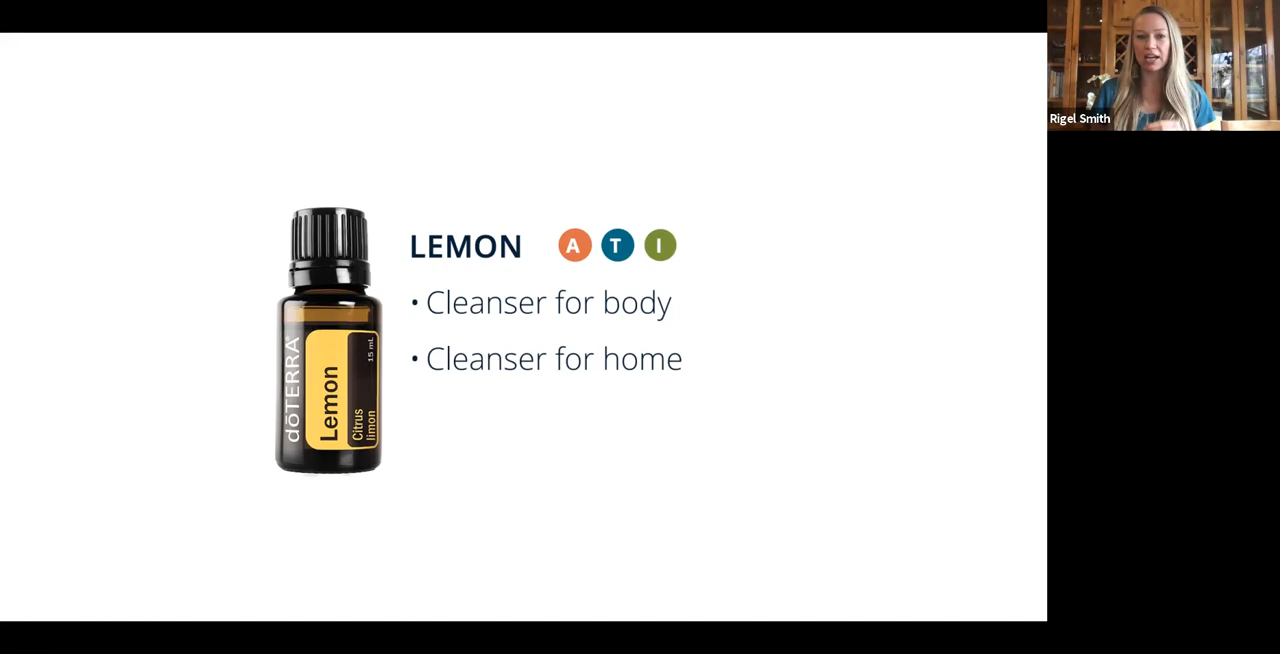 LEMON A T I
• Cleanser for body
• Cleanser for home
dōTERRA
Lemon
Citrus
limon
15 mL
Rigel Smith